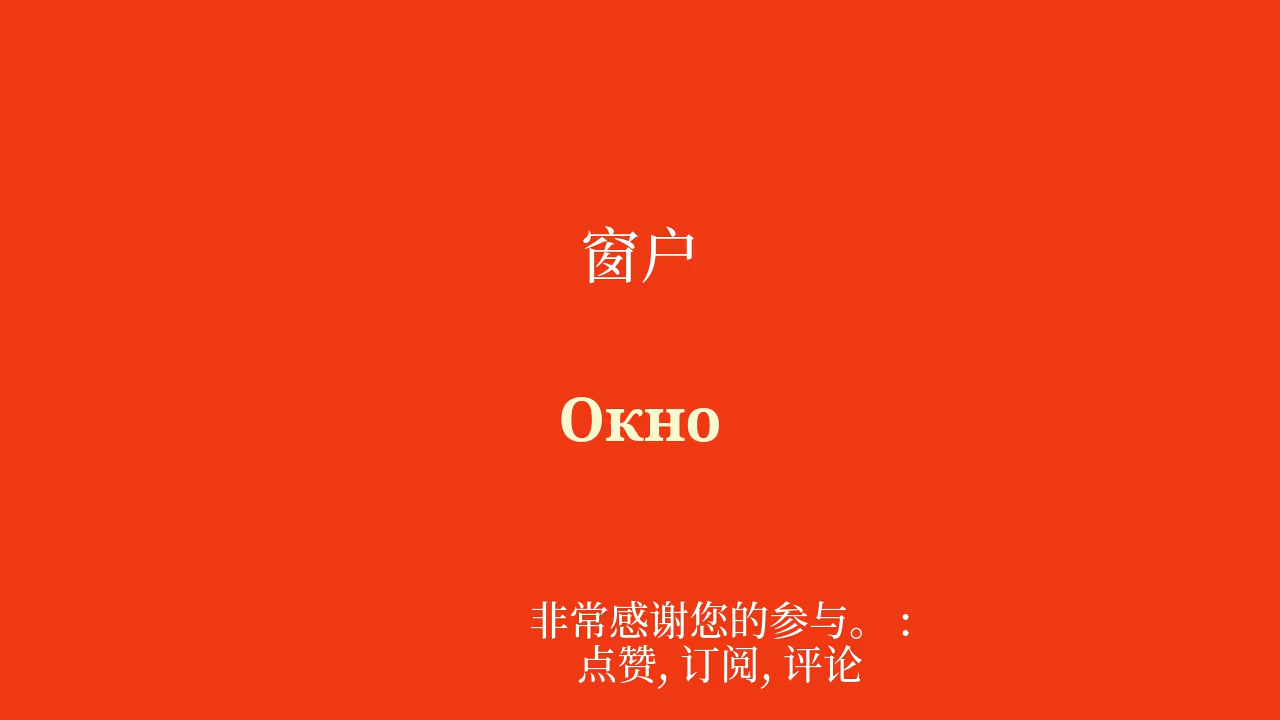 窗户
Окно
非常感谢您的参与。 :
点赞, 订阅, 评论